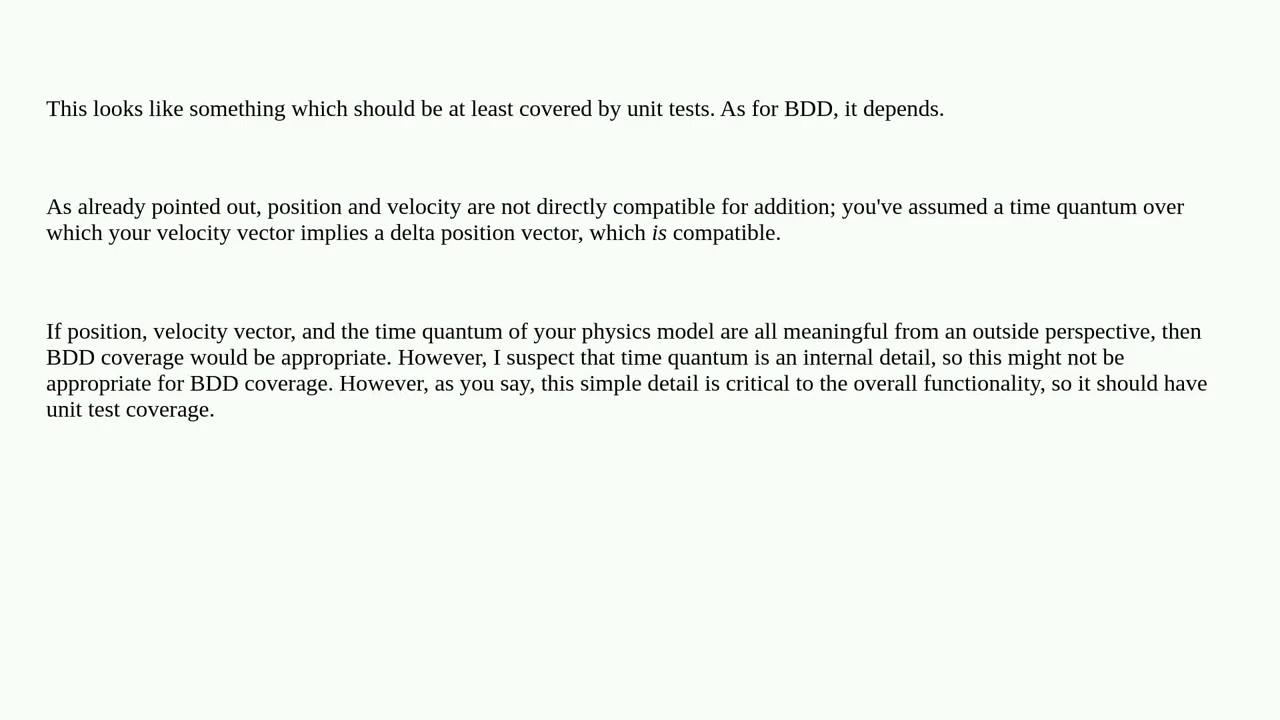 This looks like something which should be at least covered by unit tests. As for BDD, it depends.
As already pointed out, position and velocity are not directly compatible for addition; you've assumed a time quantum over
which your velocity vector implies a delta position vector, which is compatible.
If position, velocity vector, and the time quantum of your physics model are all meaningful from an outside perspective, then
BDD coverage would be appropriate. However, I suspect that time quantum is an internal detail, so this might not be
appropriate for BDD coverage. However, as you say, this simple detail is critical to the overall functionality, so it should have
unit test coverage.